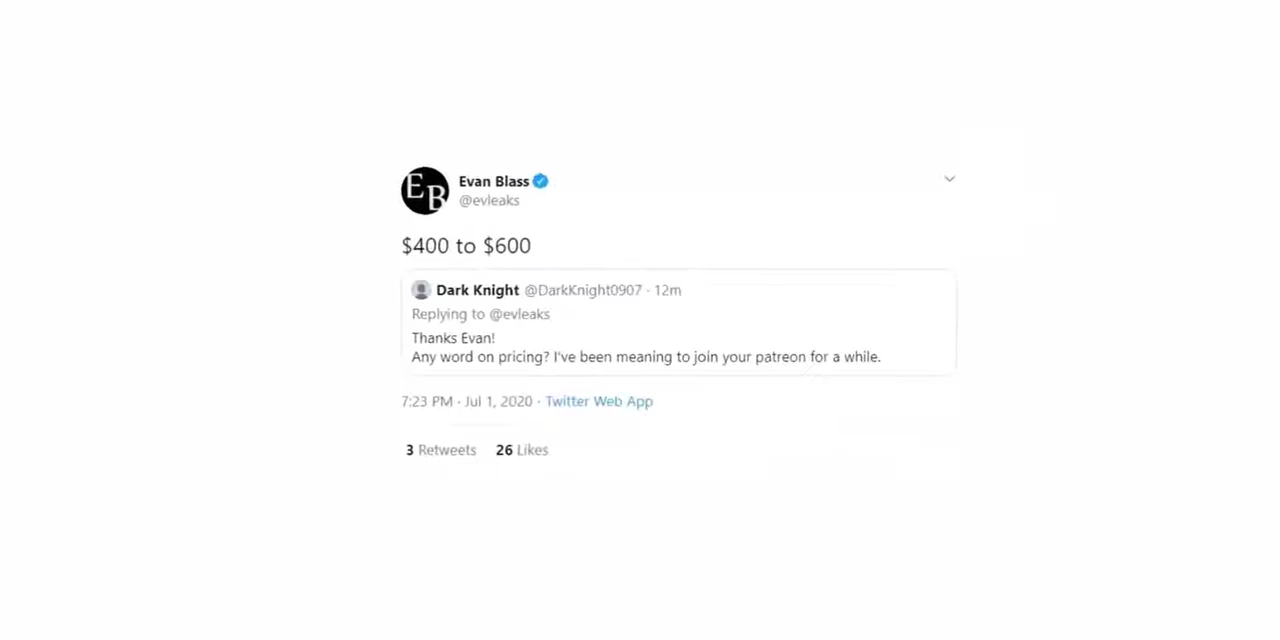 EB
Evan Blass
@evleaks
$400 to $600
Dark Knight @DarkKnight0907 · 12m
Replying to @evleaks
Thanks Evan!
Any word on pricing? I've been meaning to join your patreon for a while.
7:23 PM · Jul 1, 2020 · Twitter Web App
3 Retweets 26 Likes